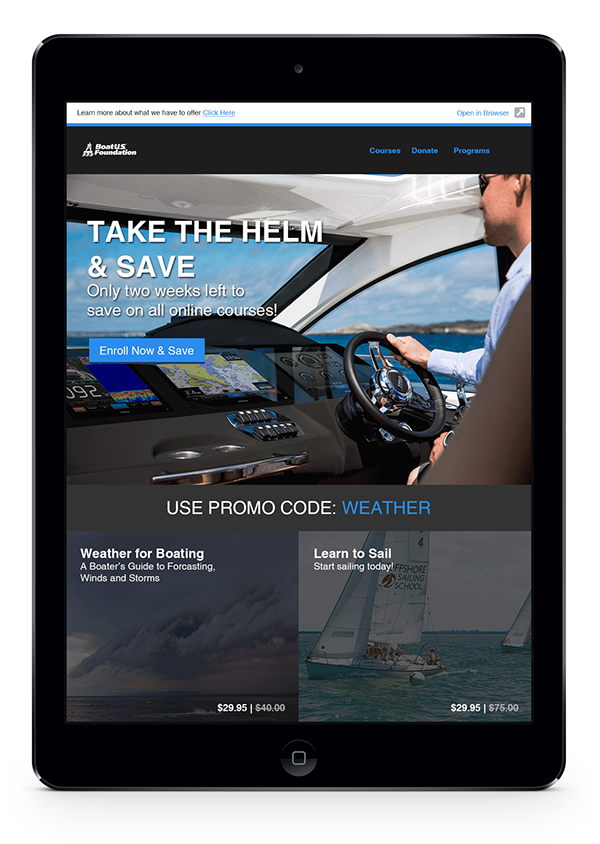 Learn more about what we have to offer Click Here
Open in Browser
BoatU.S.
Foundation
Courses Donate Programs
TAKE THE HELM
& SAVE
Only two weeks left to
save on all online courses!
Enroll Now & Save
USE PROMO CODE: WEATHER
Weather for Boating
A Boater's Guide to Forcasting,
Winds and Storms
$29.95 | $40.00
Learn to Sail
Start sailing today!
4
OFFSHORE
SAILING
SCHOOL
$29.95 | $75.00